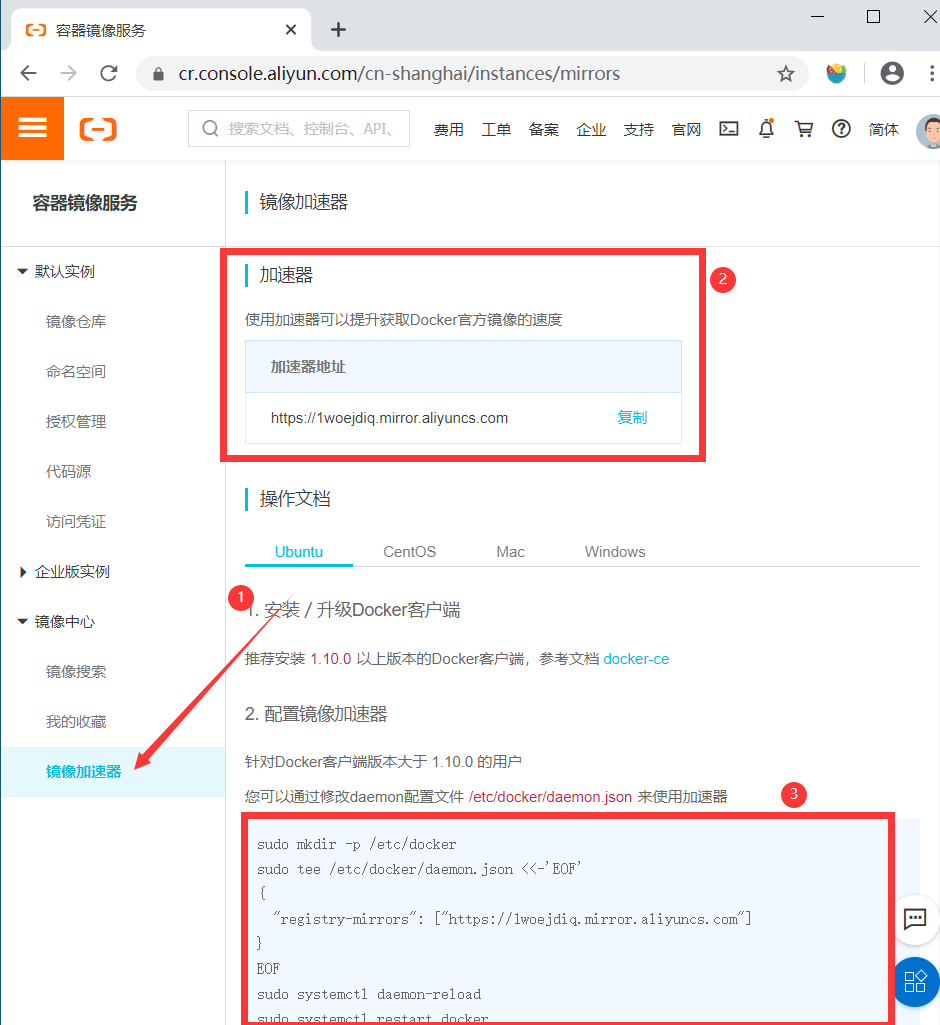 容器镜像服务
cr.console.aliyun.com/cn-shanghai/instances/mirrors
搜索文档、控制台、API、 费用 工单 备案 企业 支持 官网 简体
容器镜像服务
默认实例
镜像仓库
命名空间
授权管理
代码源
访问凭证
企业版实例
镜像中心
镜像搜索
我的收藏
镜像加速器
镜像加速器
加速器
2
使用加速器可以提升获取Docker官方镜像的速度
加速器地址
https://1woejdiq.mirror.aliyuncs.com 复制
操作文档
Ubuntu CentOS Mac Windows
1
1. 安装 / 升级Docker客户端
推荐安装 1.10.0 以上版本的Docker客户端，参考文档 docker-ce
2. 配置镜像加速器
针对Docker客户端版本大于 1.10.0 的用户
您可以通过修改daemon配置文件 /etc/docker/daemon.json 来使用加速器
3
sudo mkdir -p /etc/docker
sudo tee /etc/docker/daemon.json <<-'EOF'
{
"registry-mirrors": ["https://1woejdiq.mirror.aliyuncs.com"]
}
EOF
sudo systemctl daemon-reload
sudo systemctl restart docker